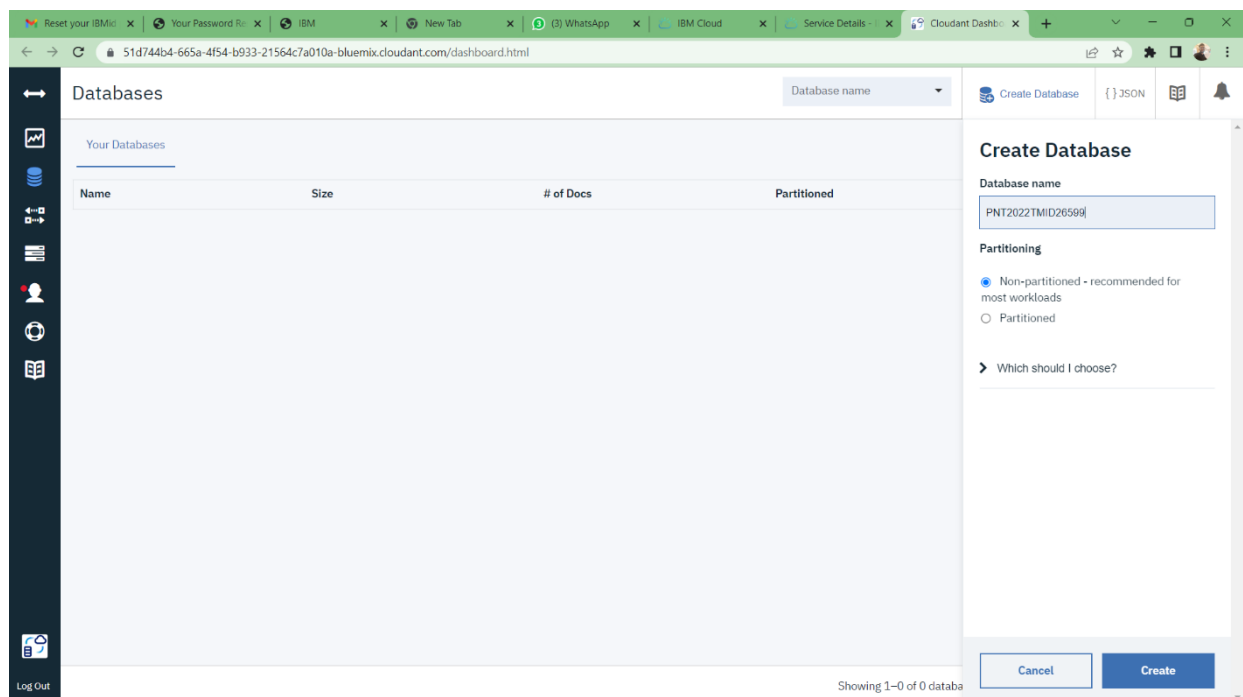 Reset your IBMid
Your Password Re
IBM
New Tab
(3) WhatsApp
IBM Cloud
Service Details - I
Cloudant Dashbo
51d744b4-665a-4f54-b933-21564c7a010a-bluemix.cloudant.com/dashboard.html
Databases
Database name
Create Database
{ } JSON
Your Databases
Name Size # of Docs Partitioned
Create Database
Database name
PNT2022TMID26599
Partitioning
Non-partitioned - recommended for
most workloads
Partitioned
Which should I choose?
Cancel
Create
Log Out
Showing 1–0 of 0 databa